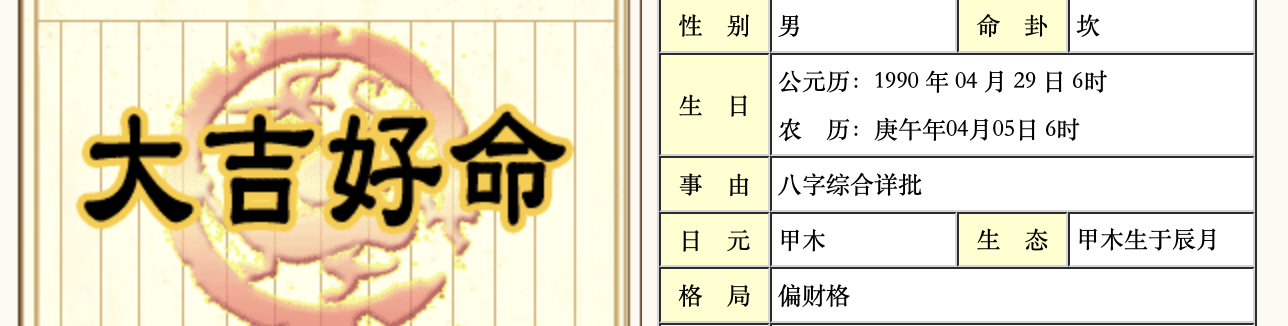 大吉好命
性 别 男 命 卦 坎
生 日
公元历：1990 年 04 月 29 日 6时
农 历：庚午年04月05日 6时
事 由 八字综合详批
日 元 甲木 生 态 甲木生于辰月
格 局 偏财格